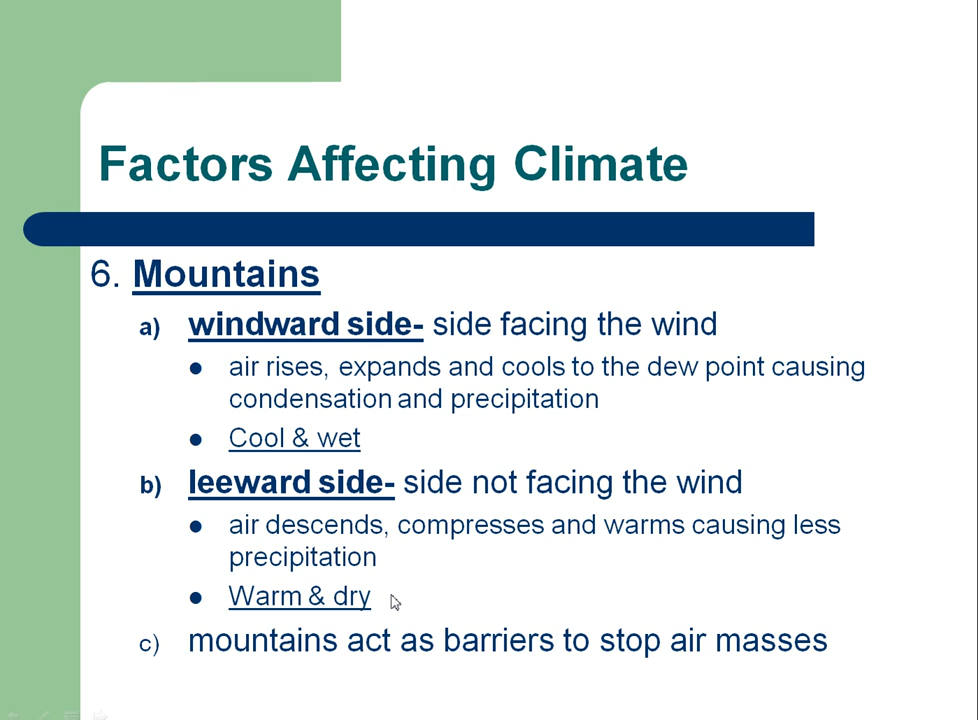 Factors Affecting Climate
6. Mountains
a) windward side- side facing the wind
● air rises, expands and cools to the dew point causing
condensation and precipitation
● Cool & wet
b) leeward side- side not facing the wind
● air descends, compresses and warms causing less
precipitation
● Warm & dry
c) mountains act as barriers to stop air masses